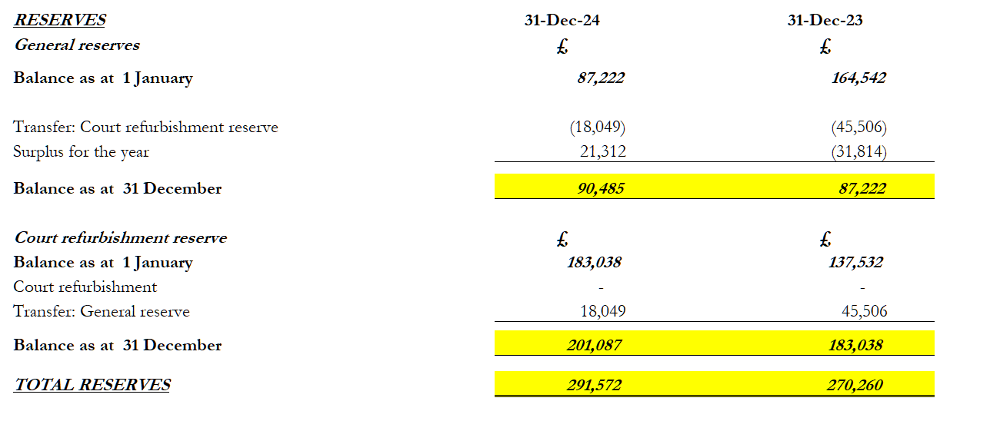 RESERVES 31-Dec-24 31-Dec-23
General reserves £ £
Balance as at 1 January 87,222 164,542
Transfer: Court refurbishment reserve (18,049) (45,506)
Surplus for the year 21,312 (31,814)
Balance as at 31 December 90,485 87,222
Court refurbishment reserve £ £
Balance as at 1 January 183,038 137,532
Court refurbishment - -
Transfer: General reserve 18,049 45,506
Balance as at 31 December 201,087 183,038
TOTAL RESERVES 291,572 270,260